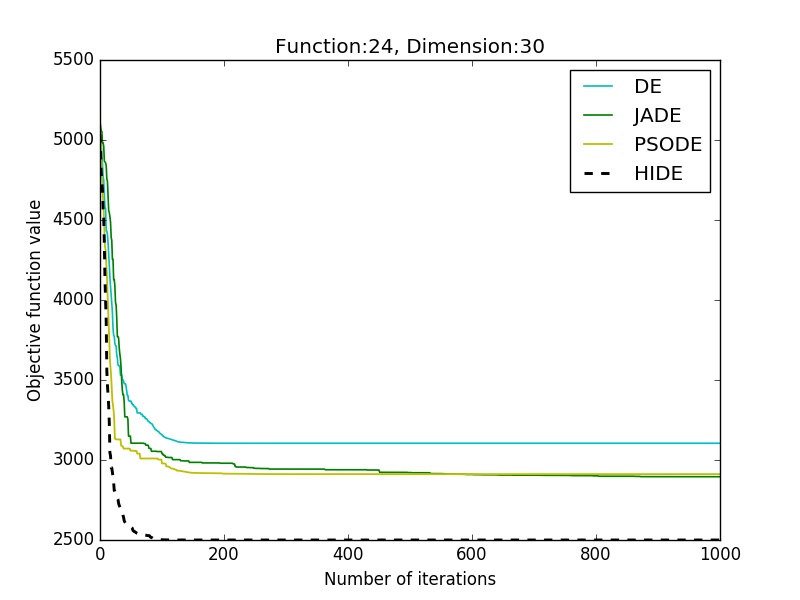 Function:24, Dimension:30
5500
5000
4500
4000
3500
3000
2500
Objective function value
DE
JADE
PSODE
HIDE
0 200 400 600 800 1000
Number of iterations